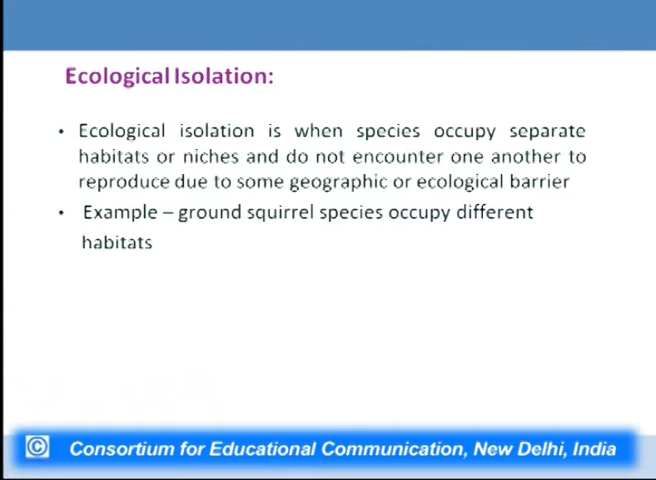 Ecological Isolation:
• Ecological isolation is when species occupy separate
habitats or niches and do not encounter one another to
reproduce due to some geographic or ecological barrier
• Example – ground squirrel species occupy different
habitats
© Consortium for Educational Communication, New Delhi, India